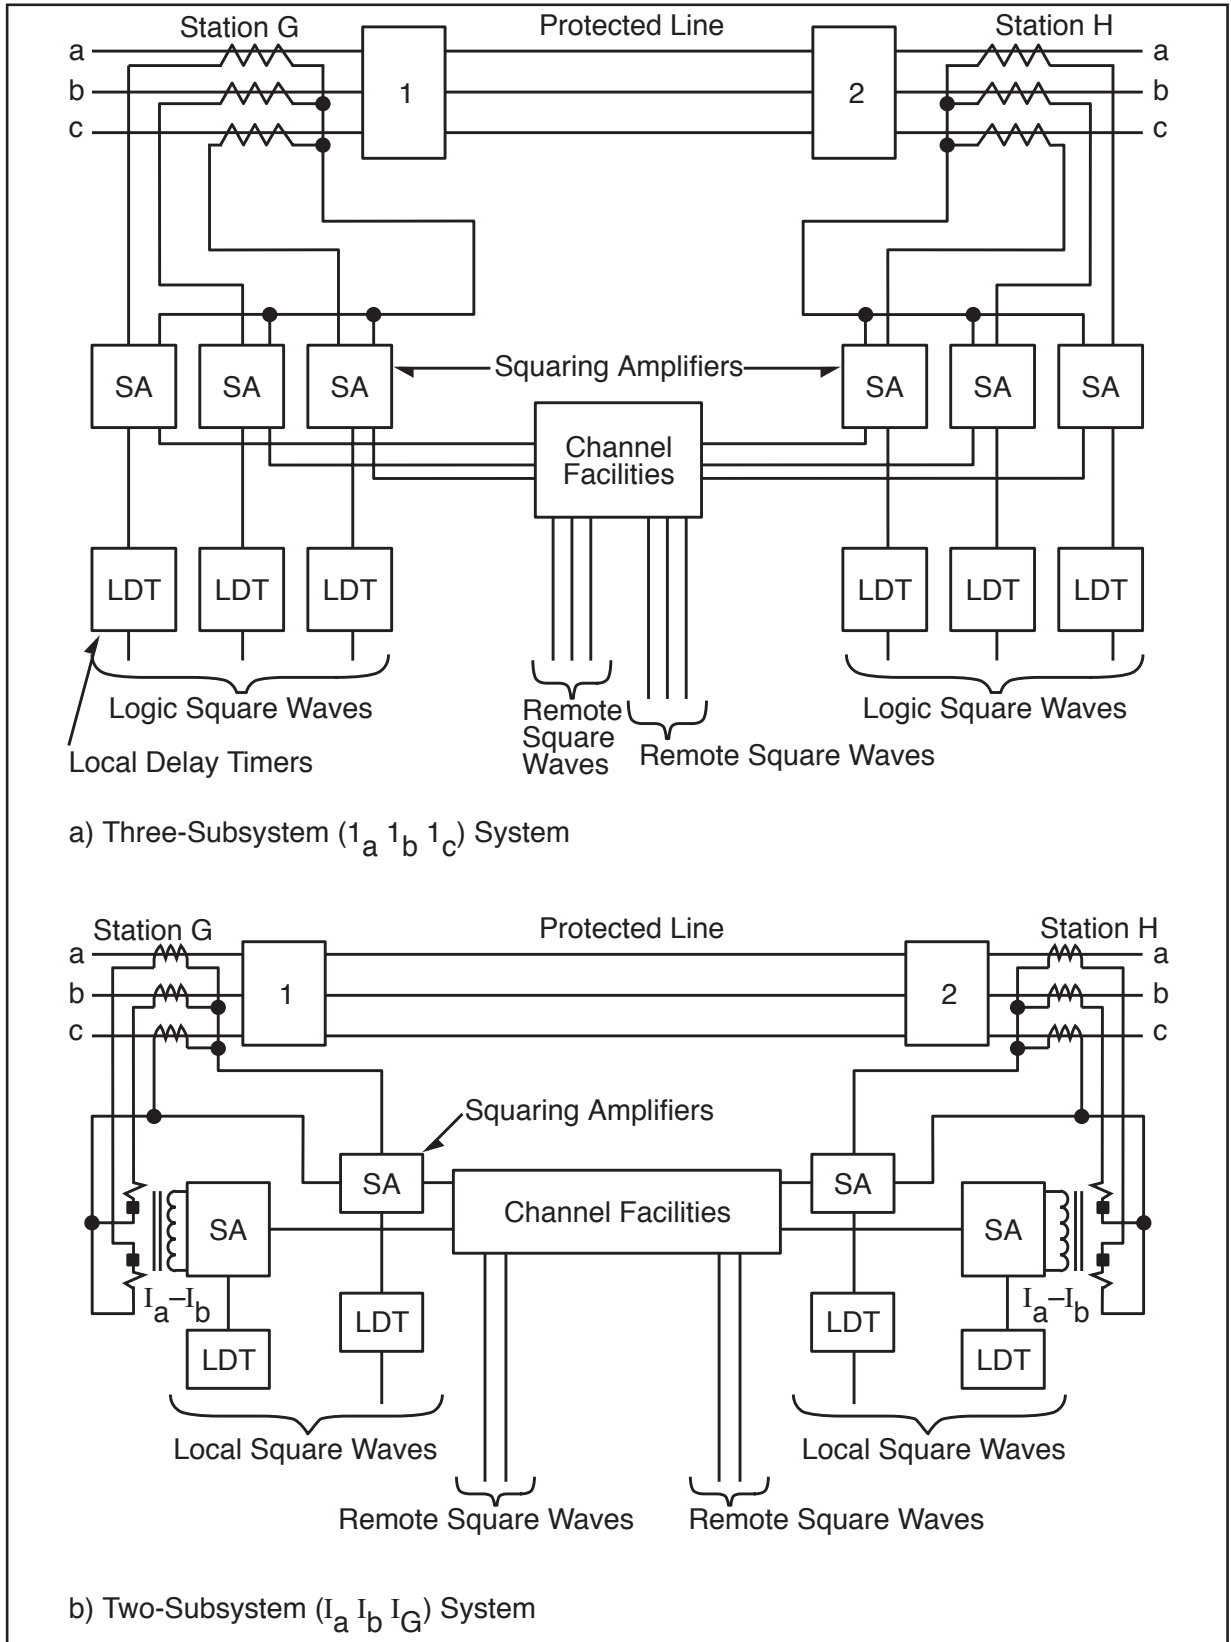 Station G
Protected Line
Station H
a
a
b
b
c
c
1
2
SA
SA
SA
Squaring Amplifiers
SA
SA
SA
Channel
Facilities
LDT
LDT
LDT
LDT
LDT
LDT
Logic Square Waves
Remote
Square
Waves
Remote Square Waves
Logic Square Waves
Local Delay Timers
a) Three-Subsystem (1a 1b 1c) System
Station G
Protected Line
Station H
a
a
b
b
c
c
1
2
Squaring Amplifiers
SA
SA
SA
SA
Channel Facilities
Ia–Ib
Ia–Ib
LDT
LDT
LDT
LDT
Local Square Waves
Local Square Waves
Remote Square Waves
Remote Square Waves
b) Two-Subsystem (Ia Ib IG) System